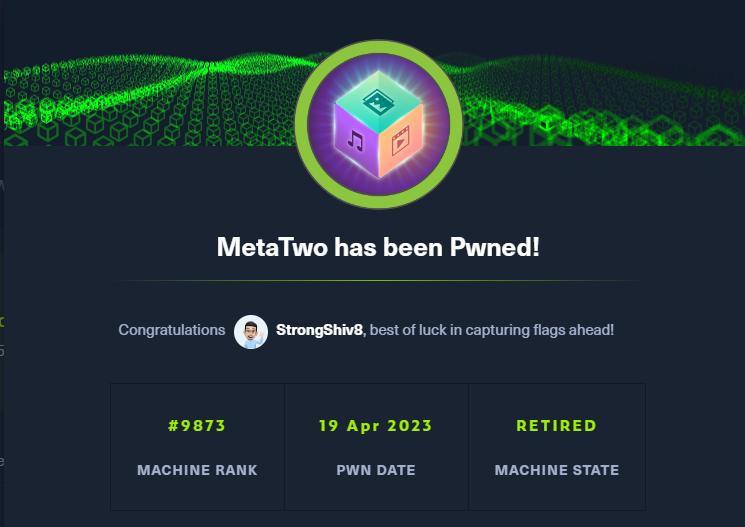 MetaTwo has been Pwned!
Congratulations StrongShiv8, best of luck in capturing flags ahead!
#9873 19 Apr 2023 RETIRED
MACHINE RANK PWN DATE MACHINE STATE